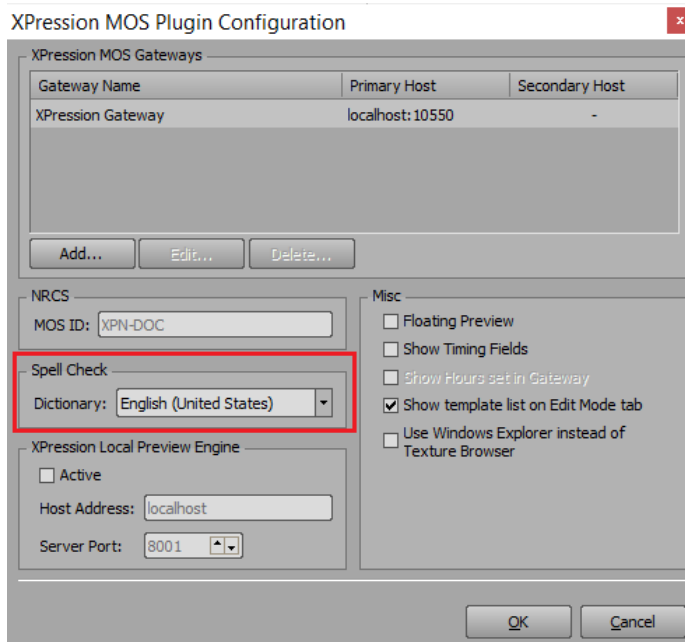 XPression MOS Plugin Configuration
x
XPression MOS Gateways
Gateway Name Primary Host Secondary Host
XPression Gateway localhost:10550 -
Add... Edit... Delete...
NRCS
MOS ID: XPN-DOC
Spell Check
Dictionary: English (United States)
XPression Local Preview Engine
Active
Host Address: localhost
Server Port: 8001
Misc
Floating Preview
Show Timing Fields
Show Hours set in Gateway
Show template list on Edit Mode tab
Use Windows Explorer instead of
Texture Browser
OK Cancel